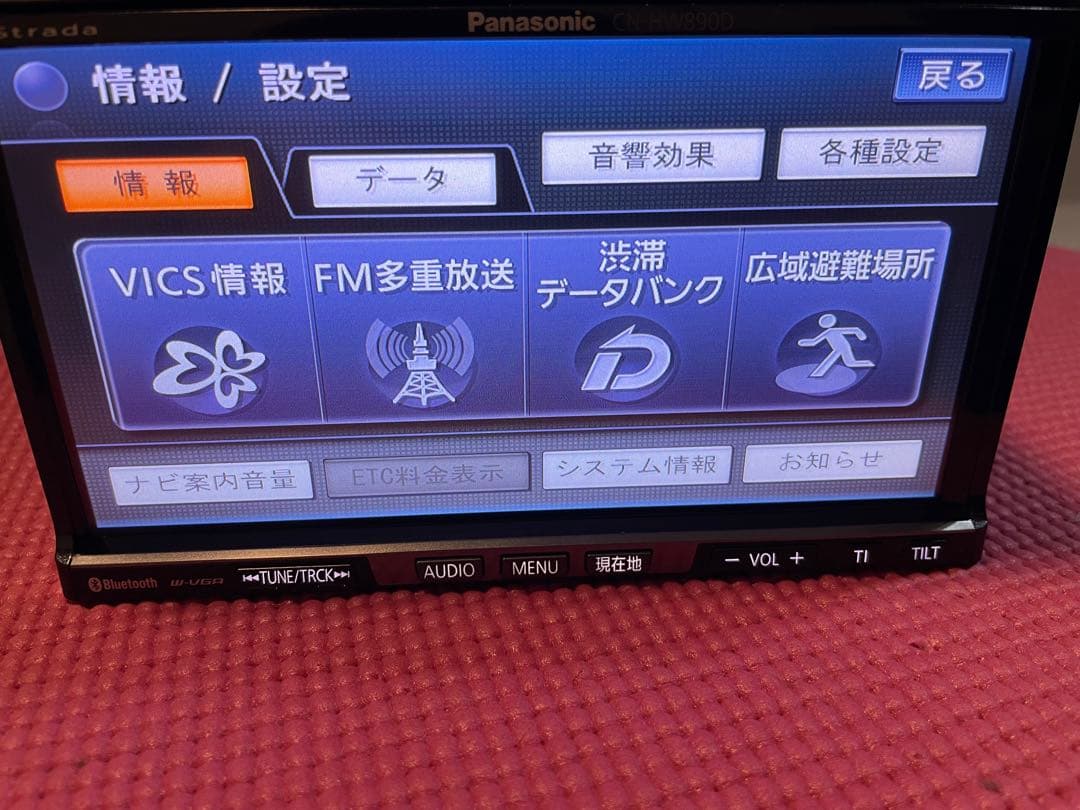 Strada
Panasonic CN-HW890D
情報 / 設定
戻る
情報 データ 音響効果 各種設定
VICS情報
FM多重放送
渋滞
データバンク
広域避難場所
ナビ案内音量 ETC料金表示 システム情報 お知らせ
Bluetooth W-VGA TUNE/TRCK AUDIO MENU 現在地 − VOL + TI TILT